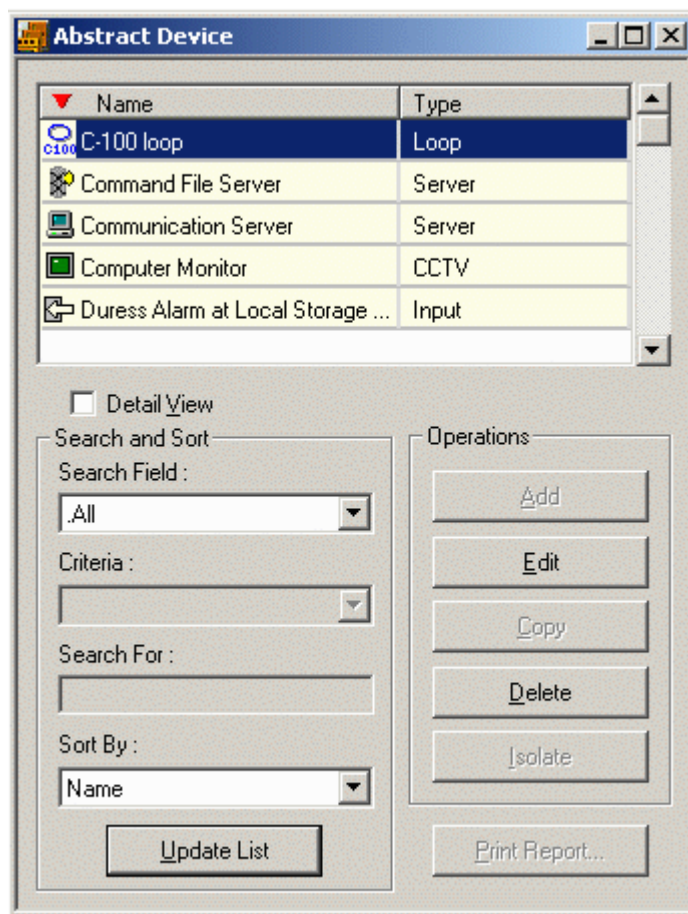 Abstract Device
Name Type
C100 C-100 loop Loop
Command File Server Server
Communication Server Server
Computer Monitor CCTV
Duress Alarm at Local Storage ... Input
Detail View
Search and Sort
Search Field :
.All
Criteria :
Search For :
Sort By :
Name
Update List
Operations
Add
Edit
Copy
Delete
Isolate
Print Report...